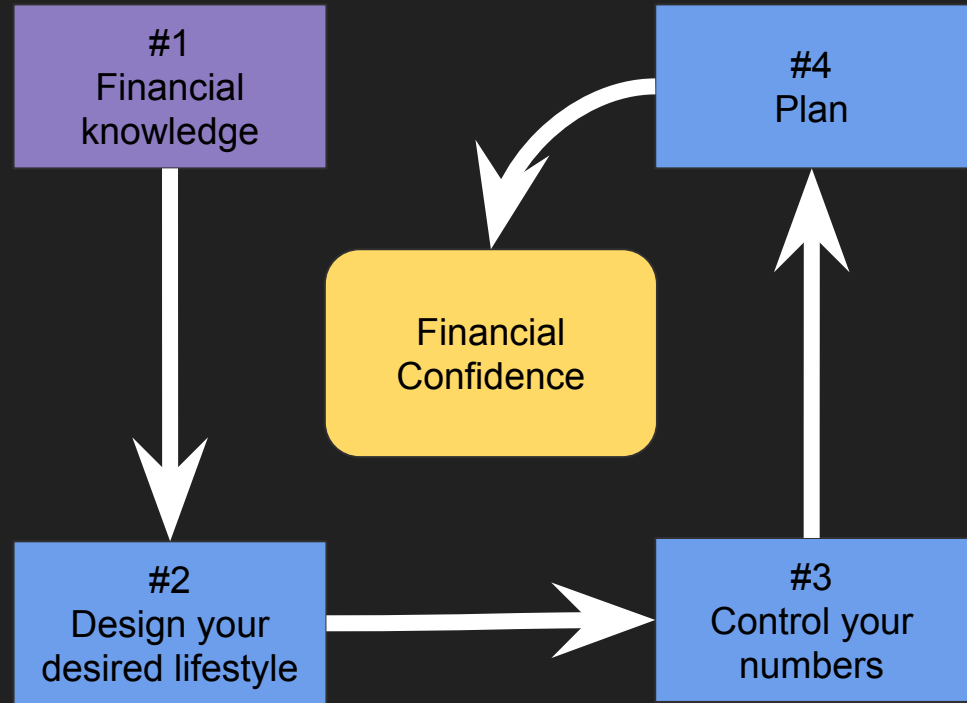 #1
Financial
knowledge
#4
Plan
Financial
Confidence
#2
Design your
desired lifestyle
#3
Control your
numbers